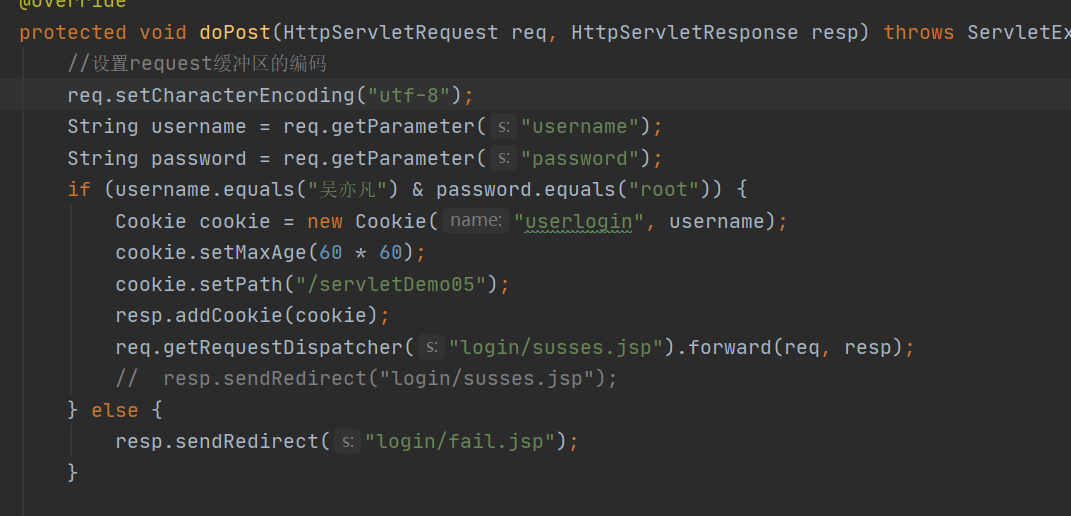 @Override
protected void doPost(HttpServletRequest req, HttpServletResponse resp) throws ServletEx
//设置request缓冲区的编码
req.setCharacterEncoding("utf-8");
String username = req.getParameter( s: "username");
String password = req.getParameter( s: "password");
if (username.equals("吴亦凡") & password.equals("root")) {
Cookie cookie = new Cookie( name: "userlogin", username);
cookie.setMaxAge(60 * 60);
cookie.setPath("/servletDemo05");
resp.addCookie(cookie);
req.getRequestDispatcher( s: "login/susses.jsp").forward(req, resp);
//  resp.sendRedirect("login/susses.jsp");
} else {
resp.sendRedirect( s: "login/fail.jsp");
}